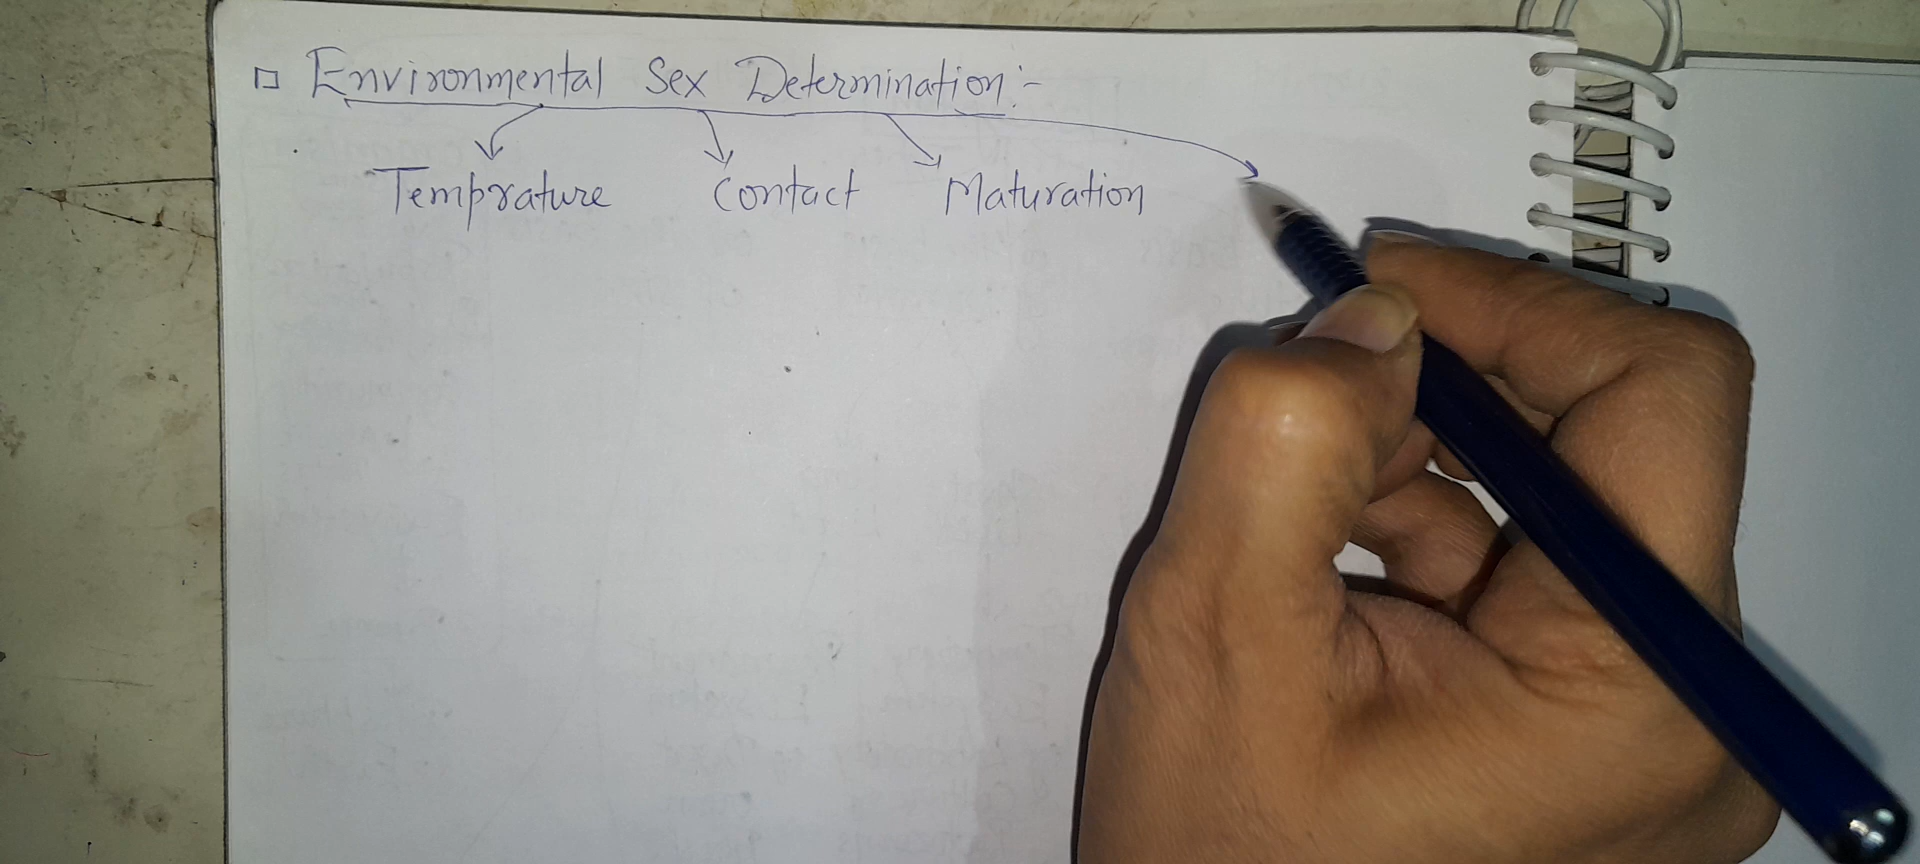 Environmental Sex Determination:-
Temprature Contact Maturation